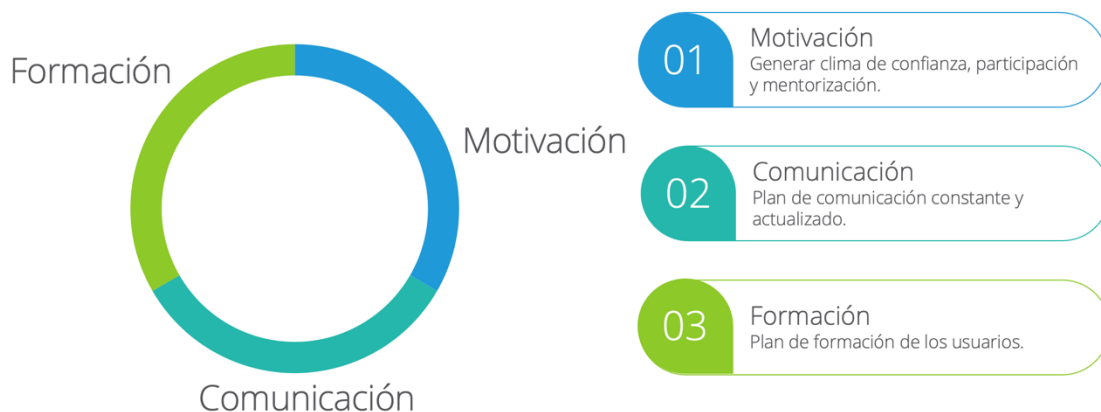 Formación
Motivación
Comunicación
01
Motivación
Generar clima de confianza, participación
y mentorización.
02
Comunicación
Plan de comunicación constante y
actualizado.
03
Formación
Plan de formación de los usuarios.